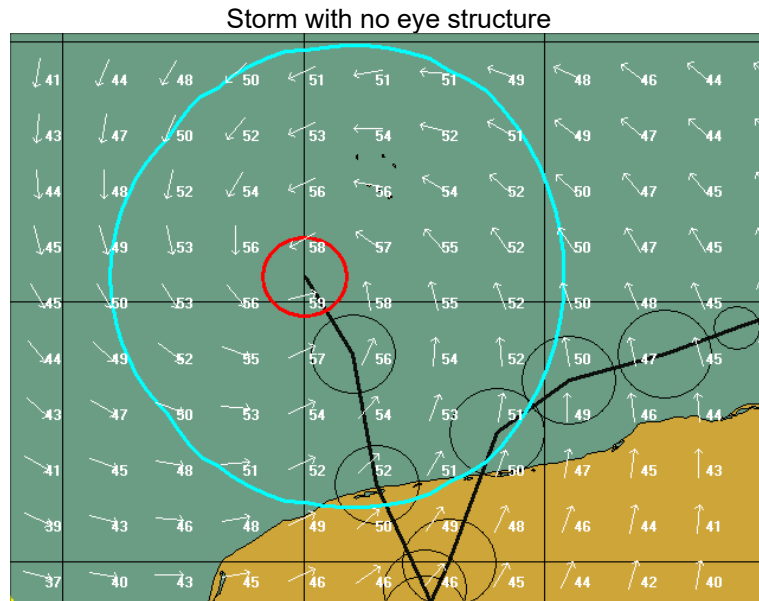 Storm with no eye structure
41 44 48 50 51 51 51 49 48 46 44
43 47 50 52 53 54 52 51 49 47 44
44 48 52 54 56 56 54 52 50 47 45
45 49 53 56 58 57 55 52 50 47 45
45 50 53 56 59 58 55 52 50 48 45
44 49 52 55 57 56 54 52 50 47 45
43 47 50 53 54 54 53 51 49 46 44
41 45 48 51 52 52 51 50 47 45 43
39 43 46 48 49 50 49 48 46 44 41
37 40 43 45 46 46 46 45 44 42 40